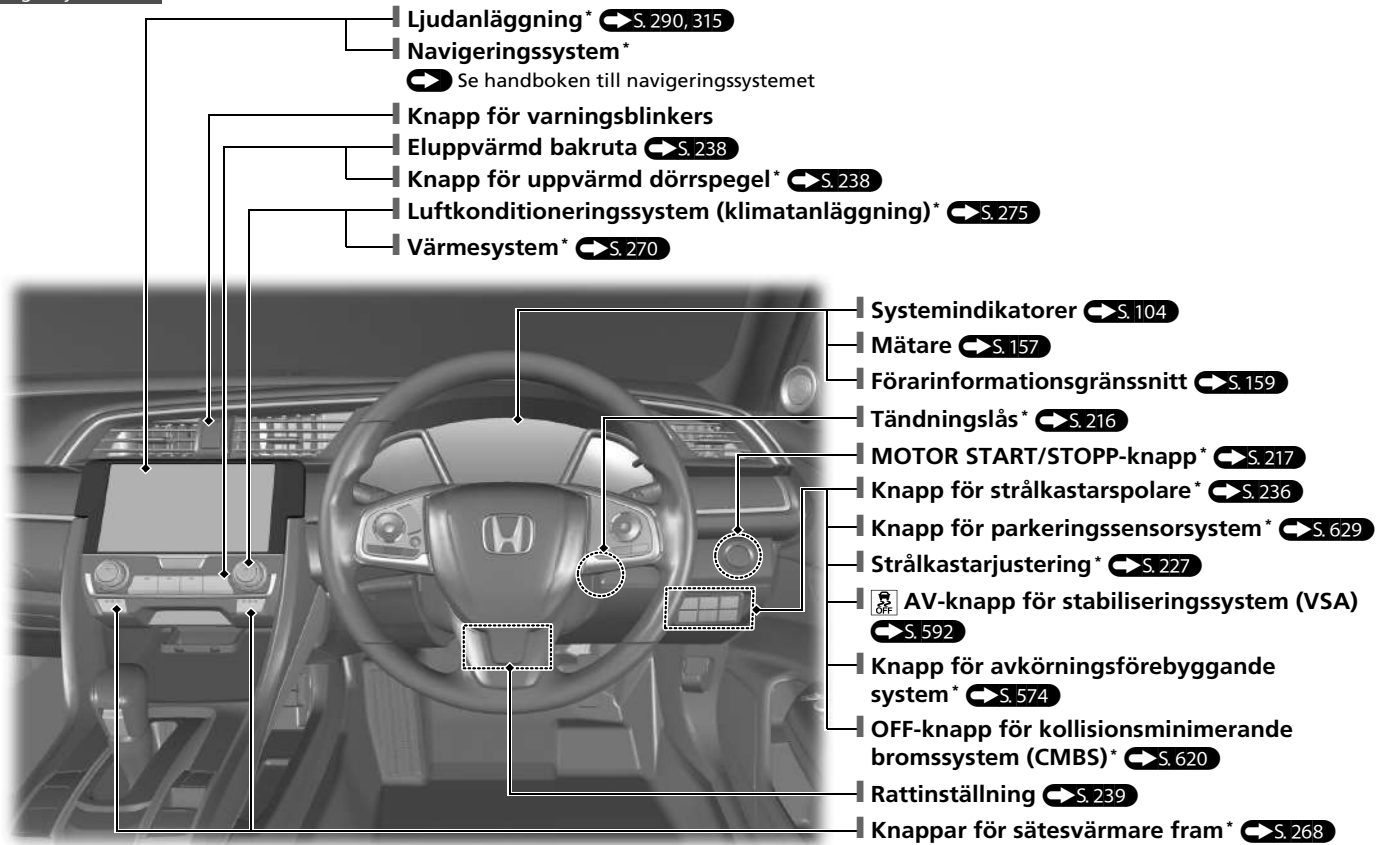 Ljudanläggning* S. 290, 315
Navigeringssystem*
Se handboken till navigeringssystemet
Knapp för varningsblinkers
Eluppvärmd bakruta S. 238
Knapp för uppvärmd dörrspegel* S. 238
Luftkonditioneringssystem (klimatanläggning)* S. 275
Värmesystem* S. 270
Systemindikatorer S. 104
Mätare S. 157
Förarinformationsgränssnitt S. 159
Tändningslås* S. 216
MOTOR START/STOPP-knapp* S. 217
Knapp för strålkastarspolare* S. 236
Knapp för parkeringssensorsystem* S. 629
Strålkastarjustering* S. 227
OFF AV-knapp för stabiliseringssystem (VSA)
S. 592
Knapp för avkörningsförebyggande
system* S. 574
OFF-knapp för kollisionsminimerande
bromssystem (CMBS)* S. 620
Rattinställning S. 239
Knappar för sätesvärmare fram* S. 268